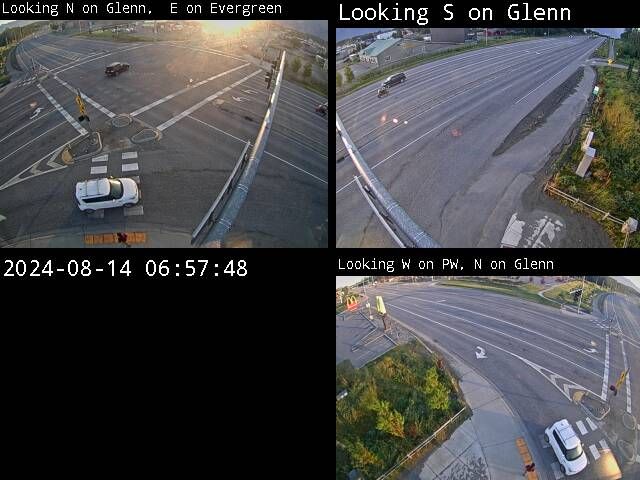 Looking N on Glenn,  E on Evergreen
Looking S on Glenn
2024-08-14 06:57:48
Looking W on PW, N on Glenn